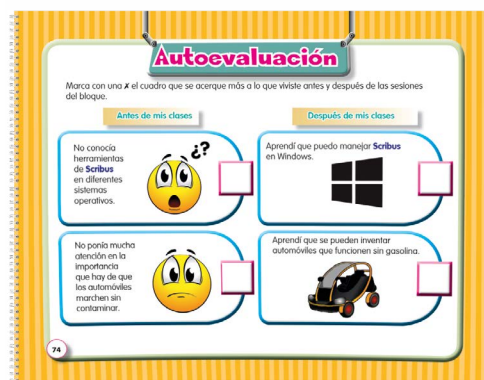 Autoevaluación
Marca con una ✗ el cuadro que se acerque más a lo que viviste antes y después de las sesiones
del bloque.
Antes de mis clases
Después de mis clases
No conocía
herramientas
de Scribus
en diferentes
sistemas
operativos.
¿?
Aprendí que puedo manejar Scribus
en Windows.
No ponía mucha
atención en la
importancia
que hay de que
los automóviles
marchen sin
contaminar.
Aprendí que se pueden inventar
automóviles que funcionen sin gasolina.
74